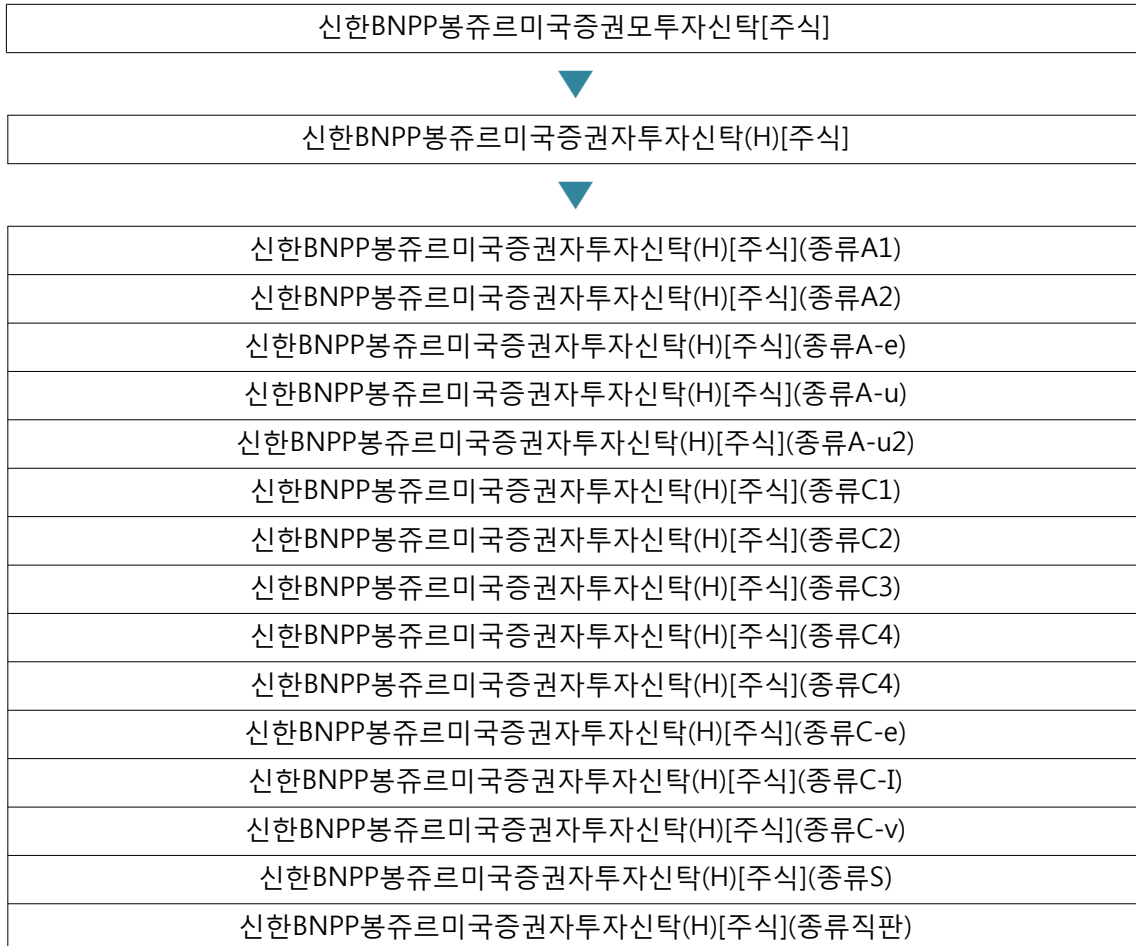 신한BNPP봉쥬르미국증권모투자신탁[주식]
신한BNPP봉쥬르미국증권자투자신탁(H)[주식]
신한BNPP봉쥬르미국증권자투자신탁(H)[주식](종류A1)
신한BNPP봉쥬르미국증권자투자신탁(H)[주식](종류A2)
신한BNPP봉쥬르미국증권자투자신탁(H)[주식](종류A-e)
신한BNPP봉쥬르미국증권자투자신탁(H)[주식](종류A-u)
신한BNPP봉쥬르미국증권자투자신탁(H)[주식](종류A-u2)
신한BNPP봉쥬르미국증권자투자신탁(H)[주식](종류C1)
신한BNPP봉쥬르미국증권자투자신탁(H)[주식](종류C2)
신한BNPP봉쥬르미국증권자투자신탁(H)[주식](종류C3)
신한BNPP봉쥬르미국증권자투자신탁(H)[주식](종류C4)
신한BNPP봉쥬르미국증권자투자신탁(H)[주식](종류C4)
신한BNPP봉쥬르미국증권자투자신탁(H)[주식](종류C-e)
신한BNPP봉쥬르미국증권자투자신탁(H)[주식](종류C-I)
신한BNPP봉쥬르미국증권자투자신탁(H)[주식](종류C-v)
신한BNPP봉쥬르미국증권자투자신탁(H)[주식](종류S)
신한BNPP봉쥬르미국증권자투자신탁(H)[주식](종류직판)